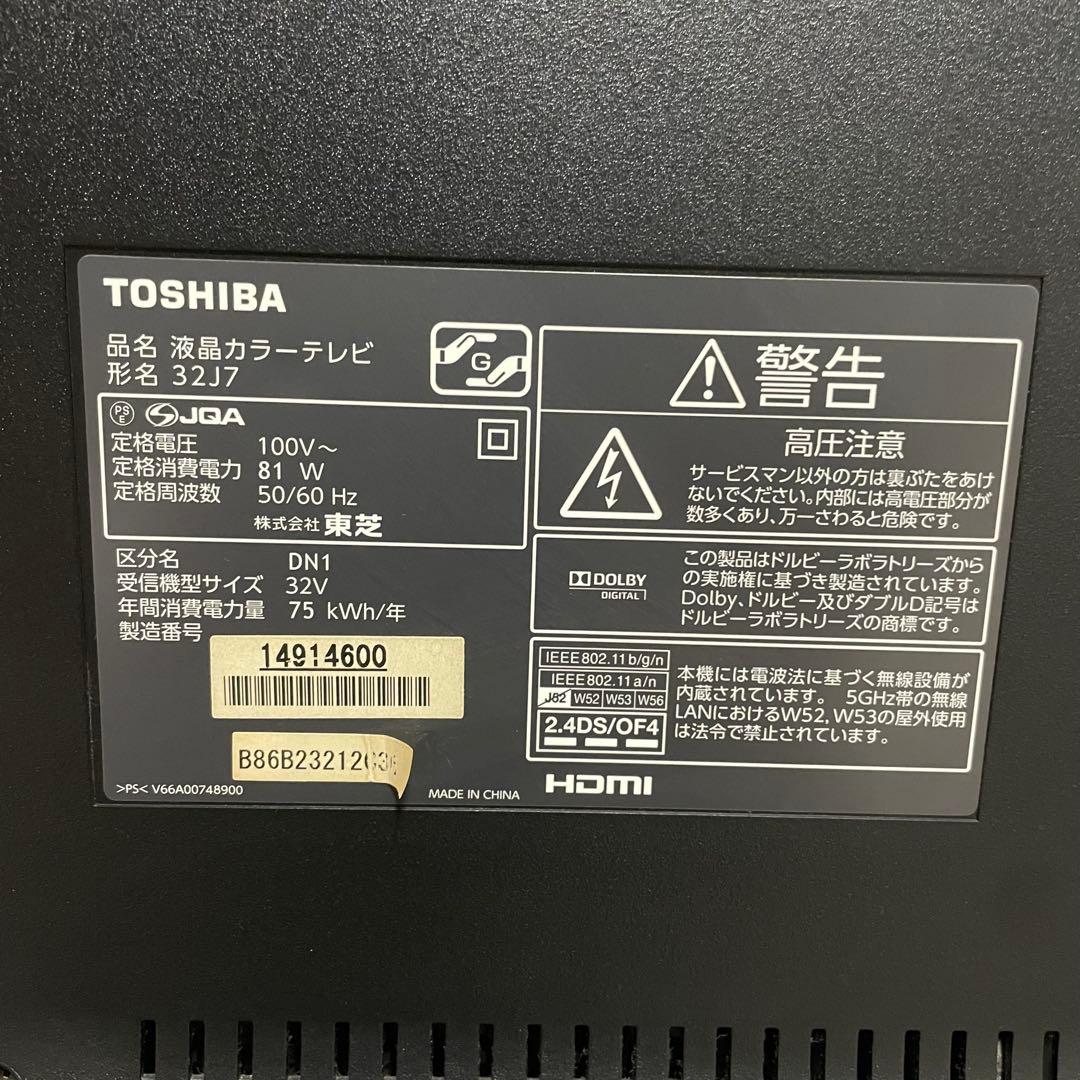 TOSHIBA
品名 液晶カラーテレビ
形名 32J7
G
PS
E
JQA
定格電圧 100V～
定格消費電力 81 W
定格周波数 50/60 Hz
株式会社 東芝
区分名 DN1
受信機型サイズ 32V
年間消費電力量 75 kWh/年
製造番号
14914600
B86B23212
>PS< V66A00748900
MADE IN CHINA
警告
高圧注意
サービスマン以外の方は裏ぶたをあけ
ないでください。内部には高電圧部分が
数多くあり、万一さわると危険です。
DOLBY
DIGITAL
この製品はドルビーラボラトリーズから
の実施権に基づき製造されています。
Dolby、ドルビー及びダブルD記号は
ドルビーラボラトリーズの商標です。
IEEE802.11b/g/n
IEEE802.11a/n
J52 W52 W53 W56
2.4DS/OF4
本機には電波法に基づく無線設備が
内蔵されています。 5GHz帯の無線
LANにおけるW52, W53の屋外使用
は法令で禁止されています。
HDMI